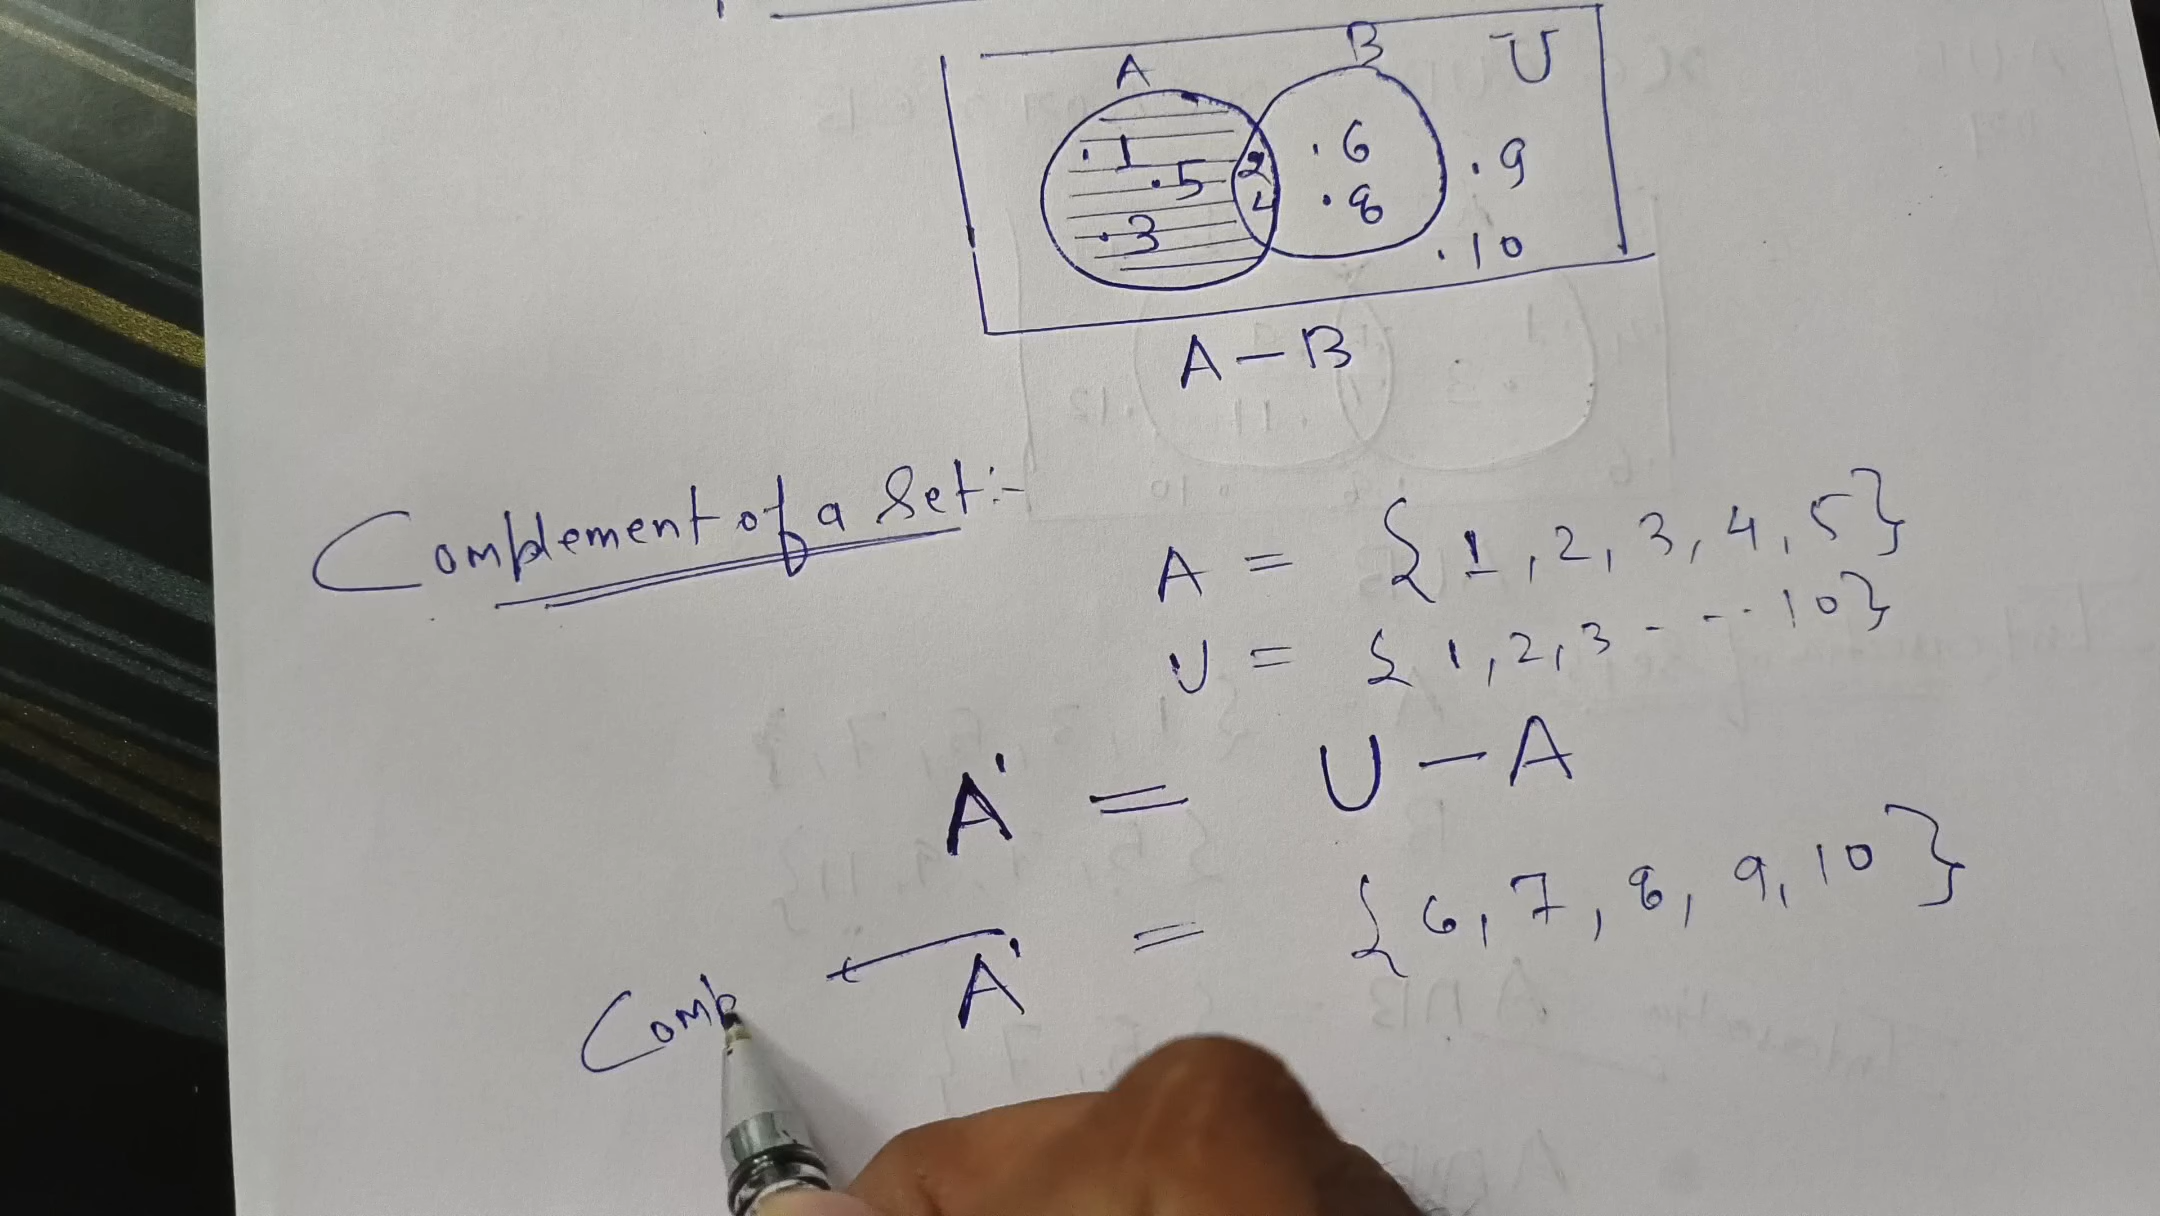 A B U
.1 .5 .3 2 4 .6 .8 .9 .10
A - B
Complement of a Set:-
A = {1, 2, 3, 4, 5}
U = {1, 2, 3 - - .. 10}
A' = U - A
A' = {6, 7, 8, 9, 10}
Comp